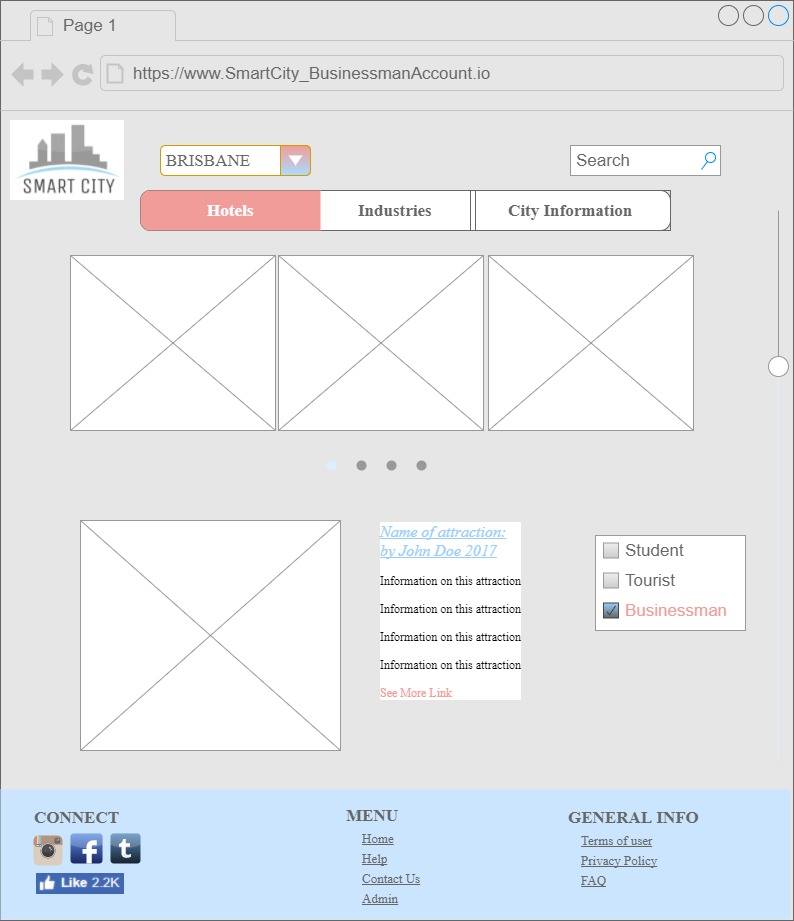 Page 1
https://www.SmartCity_BusinessmanAccount.io
SMART CITY
BRISBANE
Search
Hotels
Industries
City Information
Name of attraction:
by John Doe 2017
Information on this attraction
Information on this attraction
Information on this attraction
Information on this attraction
See More Link
Student
Tourist
Businessman
CONNECT
f
t
Like 2.2K
MENU
Home
Help
Contact Us
Admin
GENERAL INFO
Terms of user
Privacy Policy
FAQ